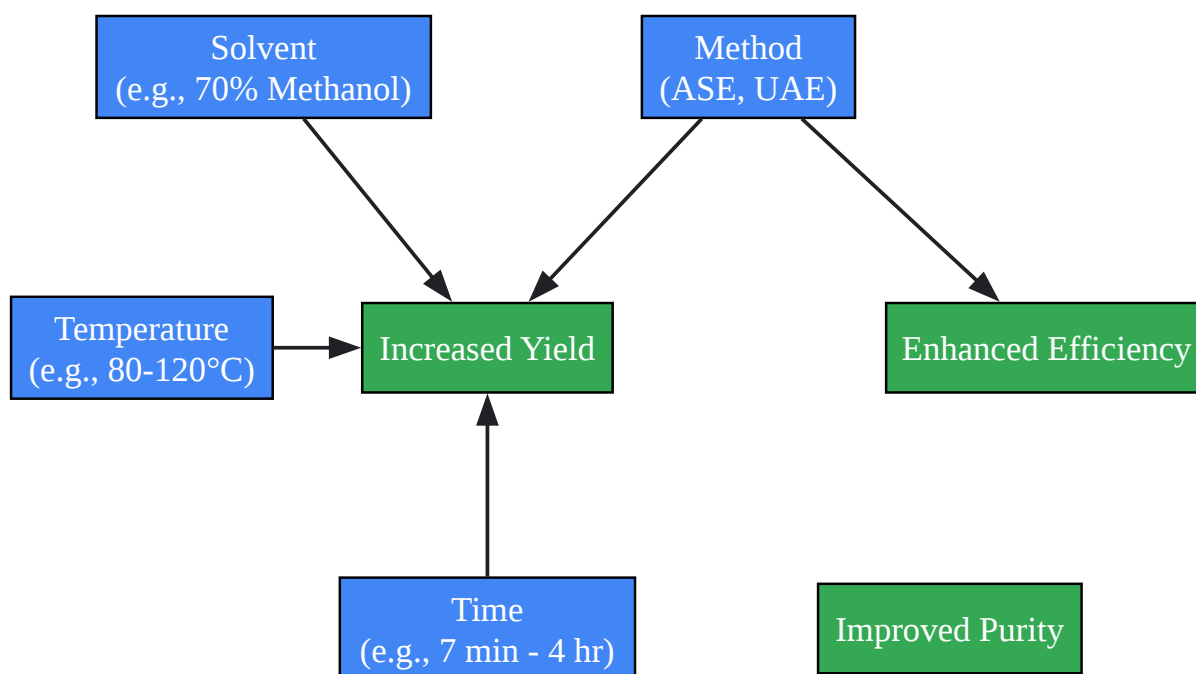 Solvent
(e.g., 70% Methanol)
Method
(ASE, UAE)
Temperature
(e.g., 80-120°C)
Increased Yield
Enhanced Efficiency
Time
(e.g., 7 min - 4 hr)
Improved Purity